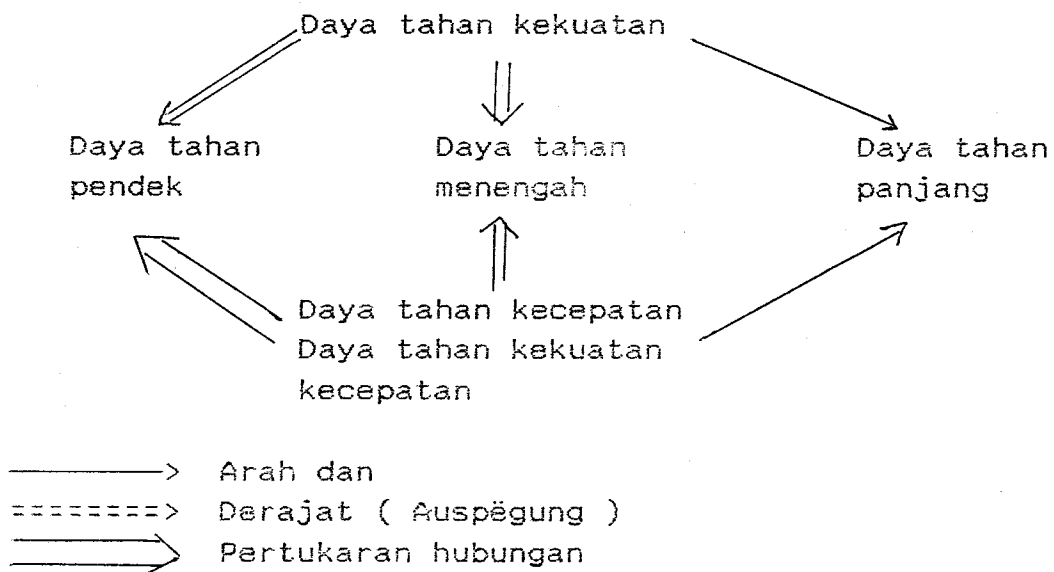 Daya tahan kekuatan
Daya tahan pendek
Daya tahan menengah
Daya tahan panjang
Daya tahan kecepatan
Daya tahan kekuatan
kecepatan
Arah dan
Derajat ( Auspëgung )
Pertukaran hubungan